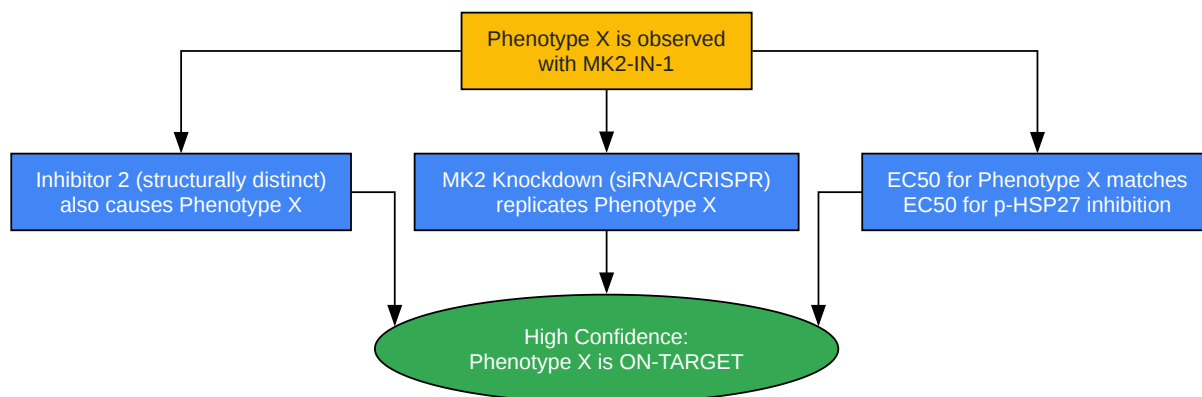 Phenotype X is observed
with MK2-IN-1
Inhibitor 2 (structurally distinct)
also causes Phenotype X
MK2 Knockdown (siRNA/CRISPR)
replicates Phenotype X
EC50 for Phenotype X matches
EC50 for p-HSP27 inhibition
High Confidence:
Phenotype X is ON-TARGET